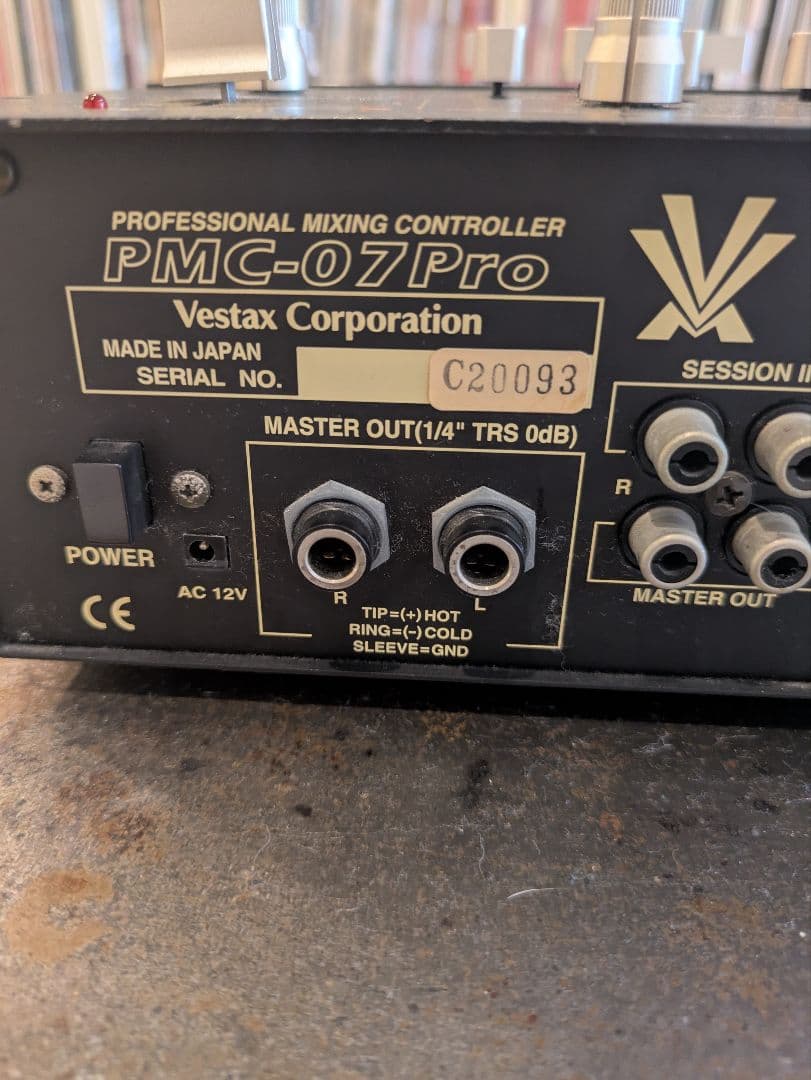 PROFESSIONAL MIXING CONTROLLER
PMC-07Pro
Vestax Corporation
MADE IN JAPAN
SERIAL NO.
C20093
SESSION
MASTER OUT(1/4" TRS 0dB)
R
POWER
AC 12V
R
L
MASTER OUT
CE
TIP=(+)HOT
RING=(-)COLD
SLEEVE=GND